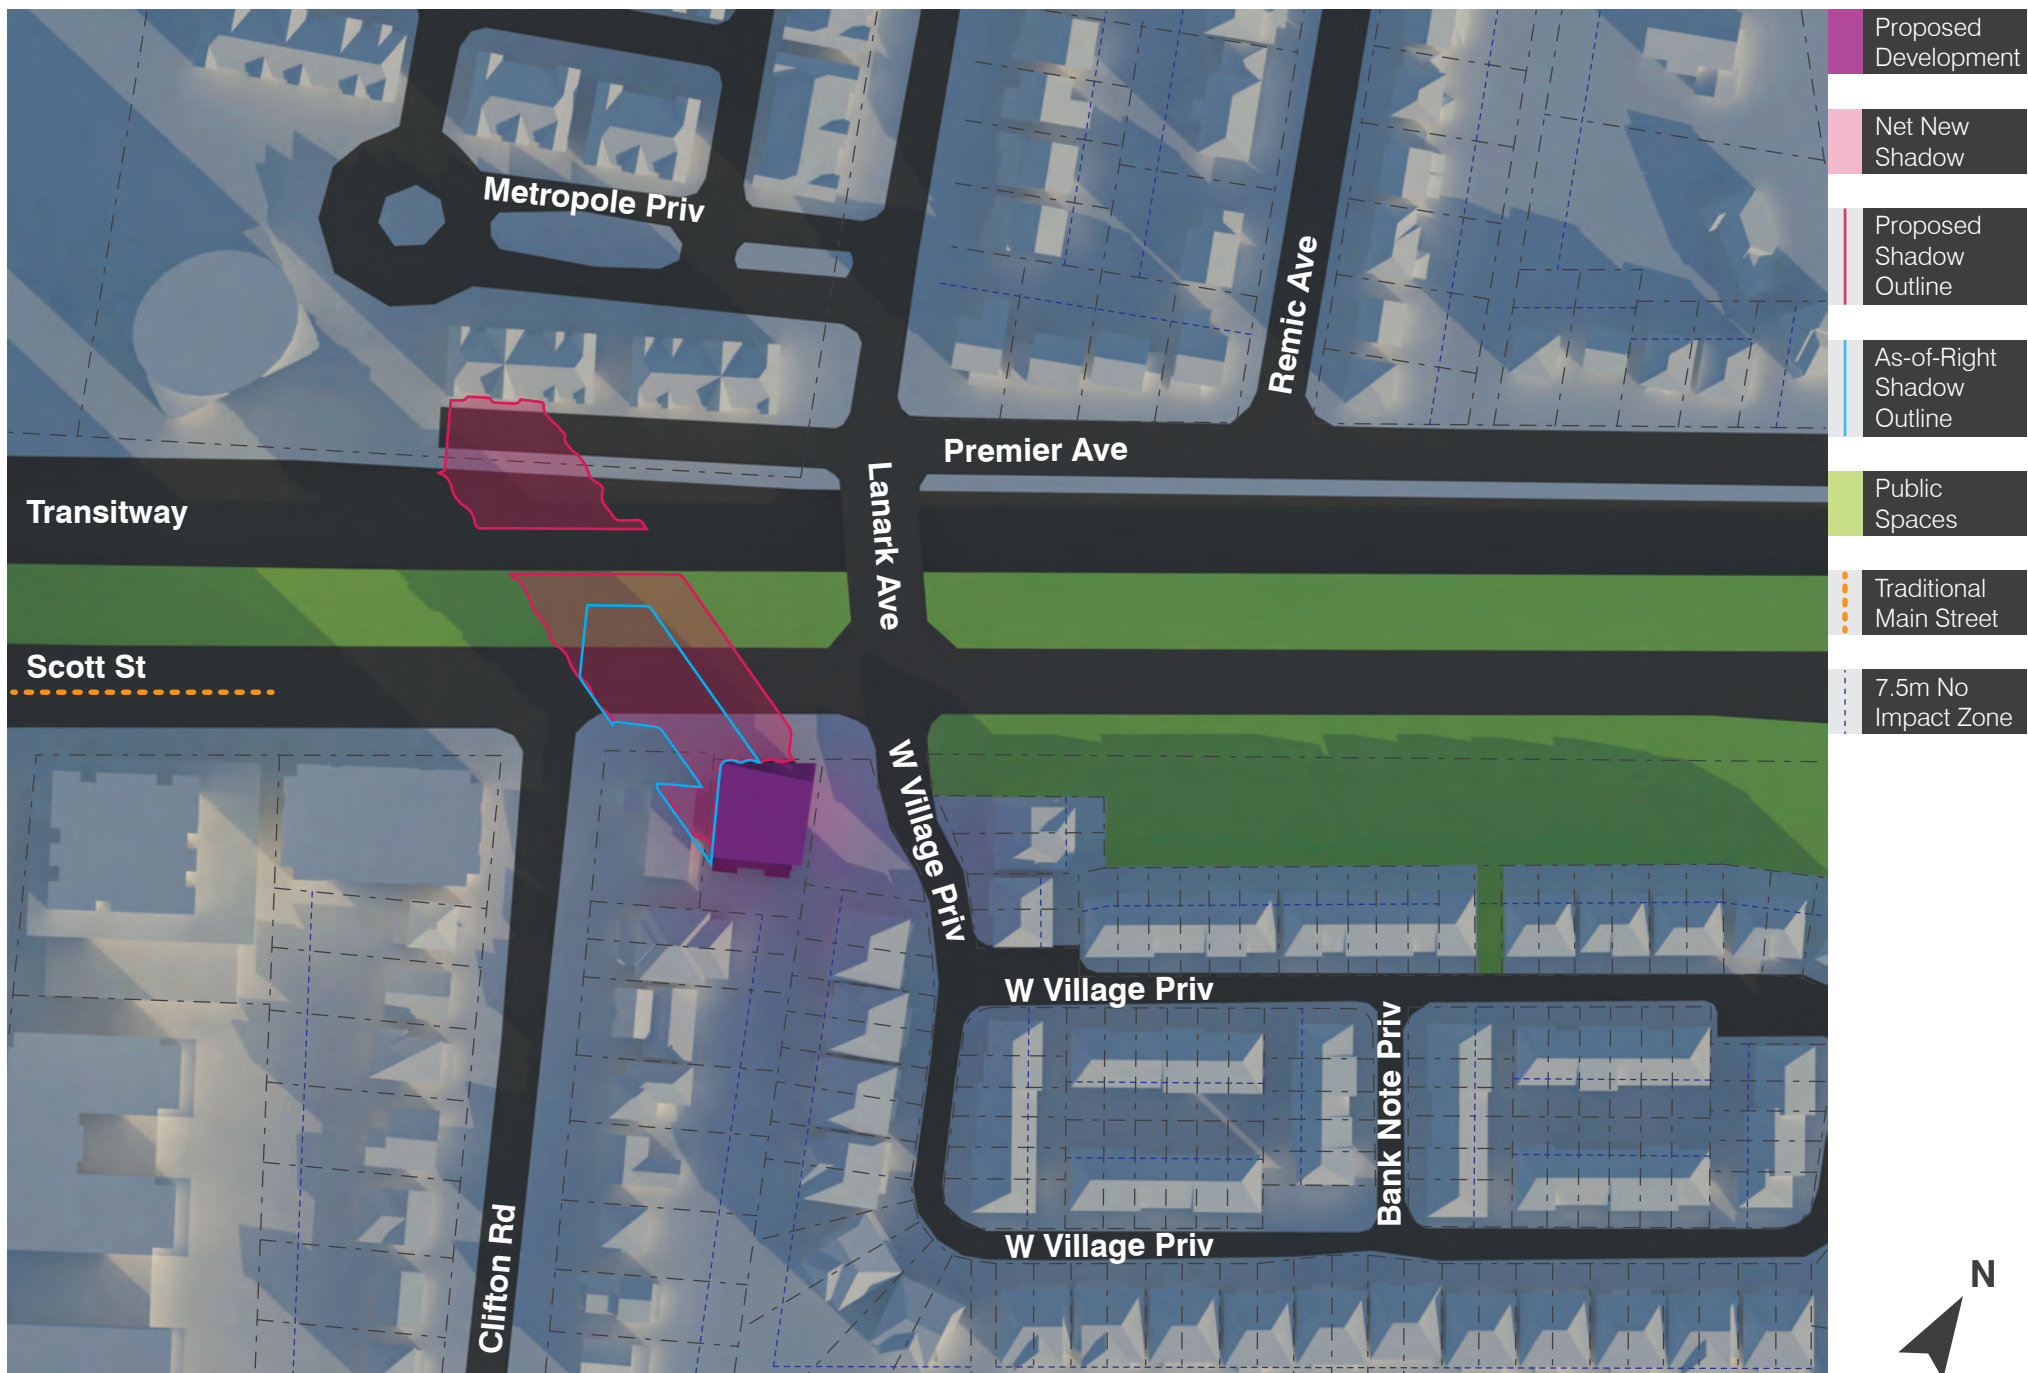 Metropole Priv
Remic Ave
Premier Ave
Lanark Ave
Transitway
Scott St
W Village Priv
W Village Priv
Bank Note Priv
Clifton Rd
W Village Priv
Proposed
Development
Net New
Shadow
Proposed
Shadow
Outline
As-of-Right
Shadow
Outline
Public
Spaces
Traditional
Main Street
7.5m No
Impact Zone
N